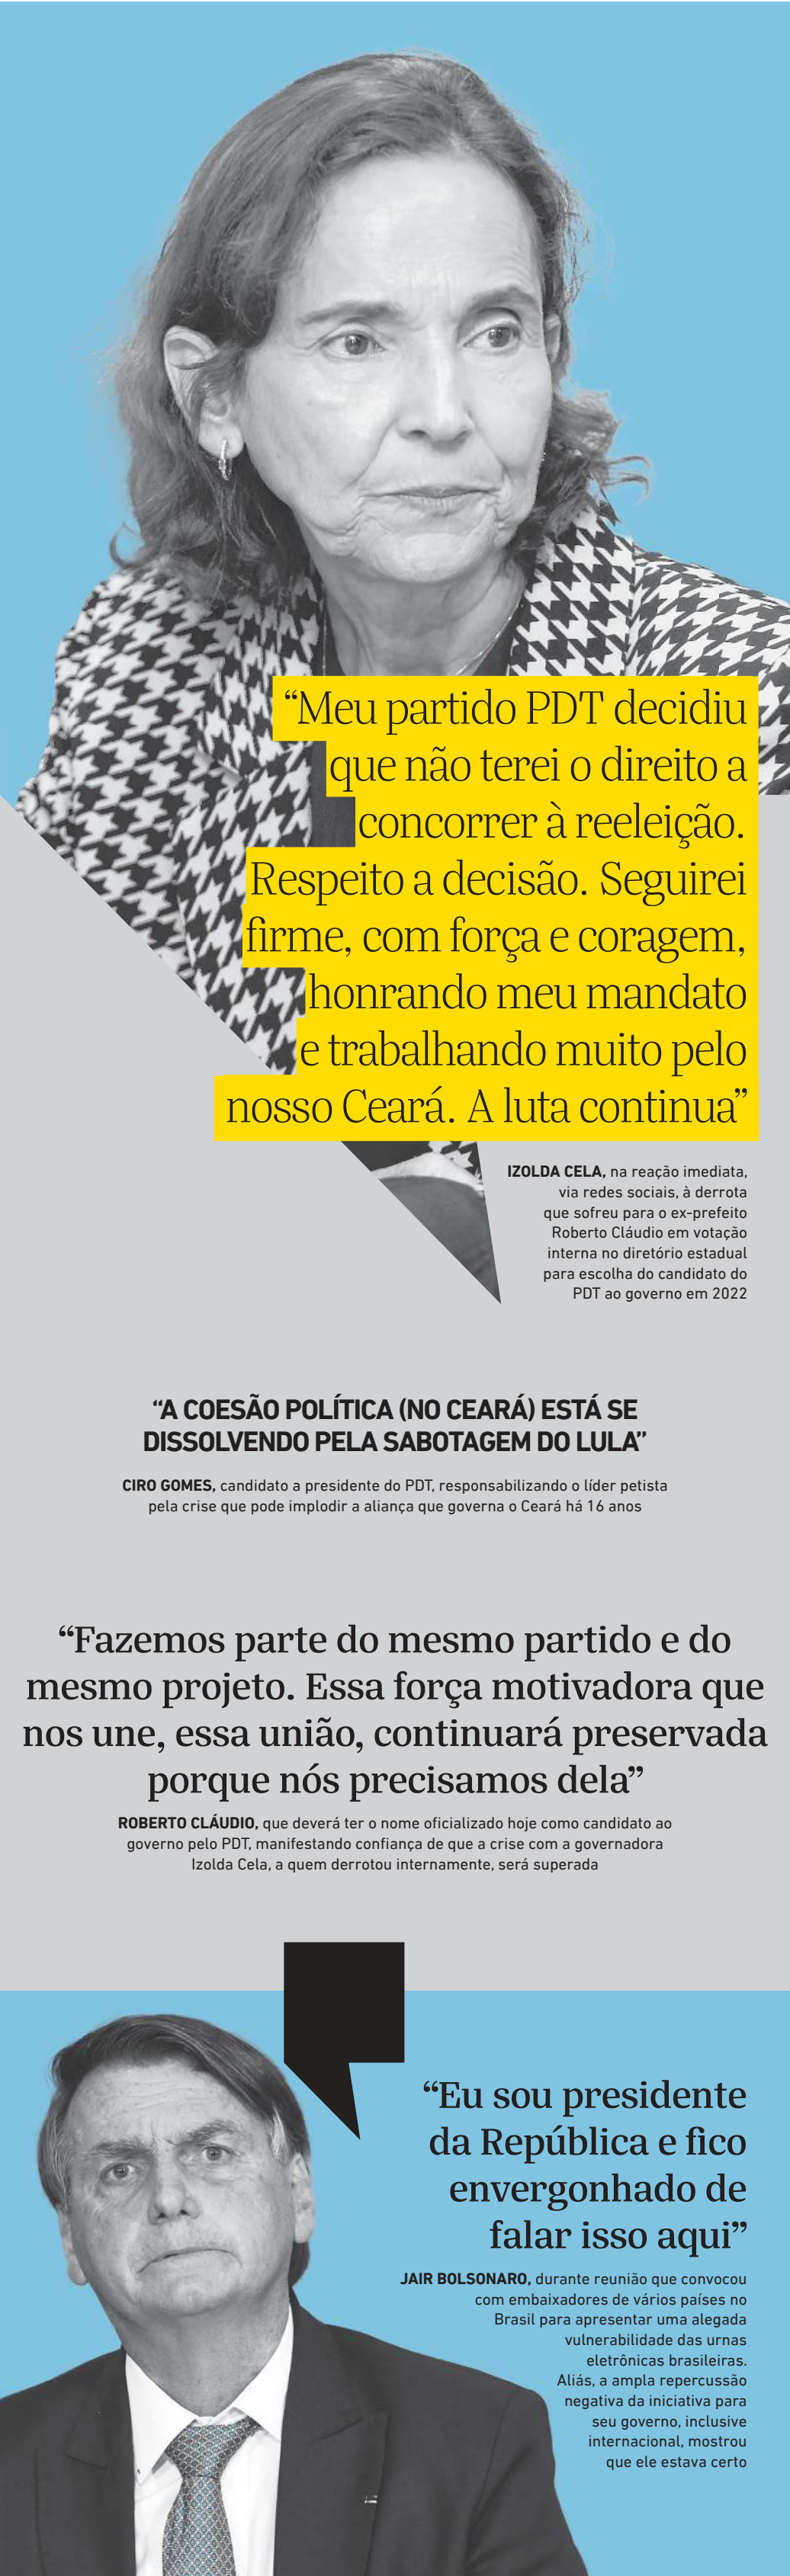 “Meu partido PDT decidiu
que não terei o direito a
concorrer à reeleição.
Respeito a decisão. Seguirei
firme, com força e coragem,
honrando meu mandato
e trabalhando muito pelo
nosso Ceará. A luta continua”
IZOLDA CELA, na reação imediata,
via redes sociais, à derrota
que sofreu para o ex-prefeito
Roberto Cláudio em votação
interna no diretório estadual
para escolha do candidato do
PDT ao governo em 2022
“A COESÃO POLÍTICA (NO CEARÁ) ESTÁ SE
DISSOLVENDO PELA SABOTAGEM DO LULA”
CIRO GOMES, candidato a presidente do PDT, responsabilizando o líder petista
pela crise que pode implodir a aliança que governa o Ceará há 16 anos
“Fazemos parte do mesmo partido e do
mesmo projeto. Essa força motivadora que
nos une, essa união, continuará preservada
porque nós precisamos dela”
ROBERTO CLÁUDIO, que deverá ter o nome oficializado hoje como candidato ao
governo pelo PDT, manifestando confiança de que a crise com a governadora
Izolda Cela, a quem derrotou internamente, será superada
“Eu sou presidente
da República e fico
envergonhado de
falar isso aqui”
JAIR BOLSONARO, durante reunião que convocou
com embaixadores de vários países no
Brasil para apresentar uma alegada
vulnerabilidade das urnas
eletrônicas brasileiras.
Aliás, a ampla repercussão
negativa da iniciativa para
seu governo, inclusive
internacional, mostrou
que ele estava certo